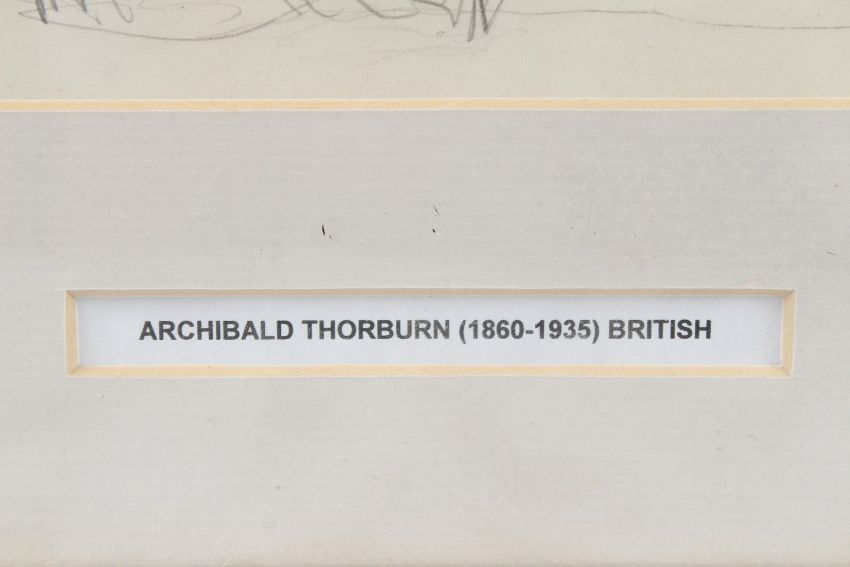 ARCHIBALD THORBURN (1860-1935) BRITISH